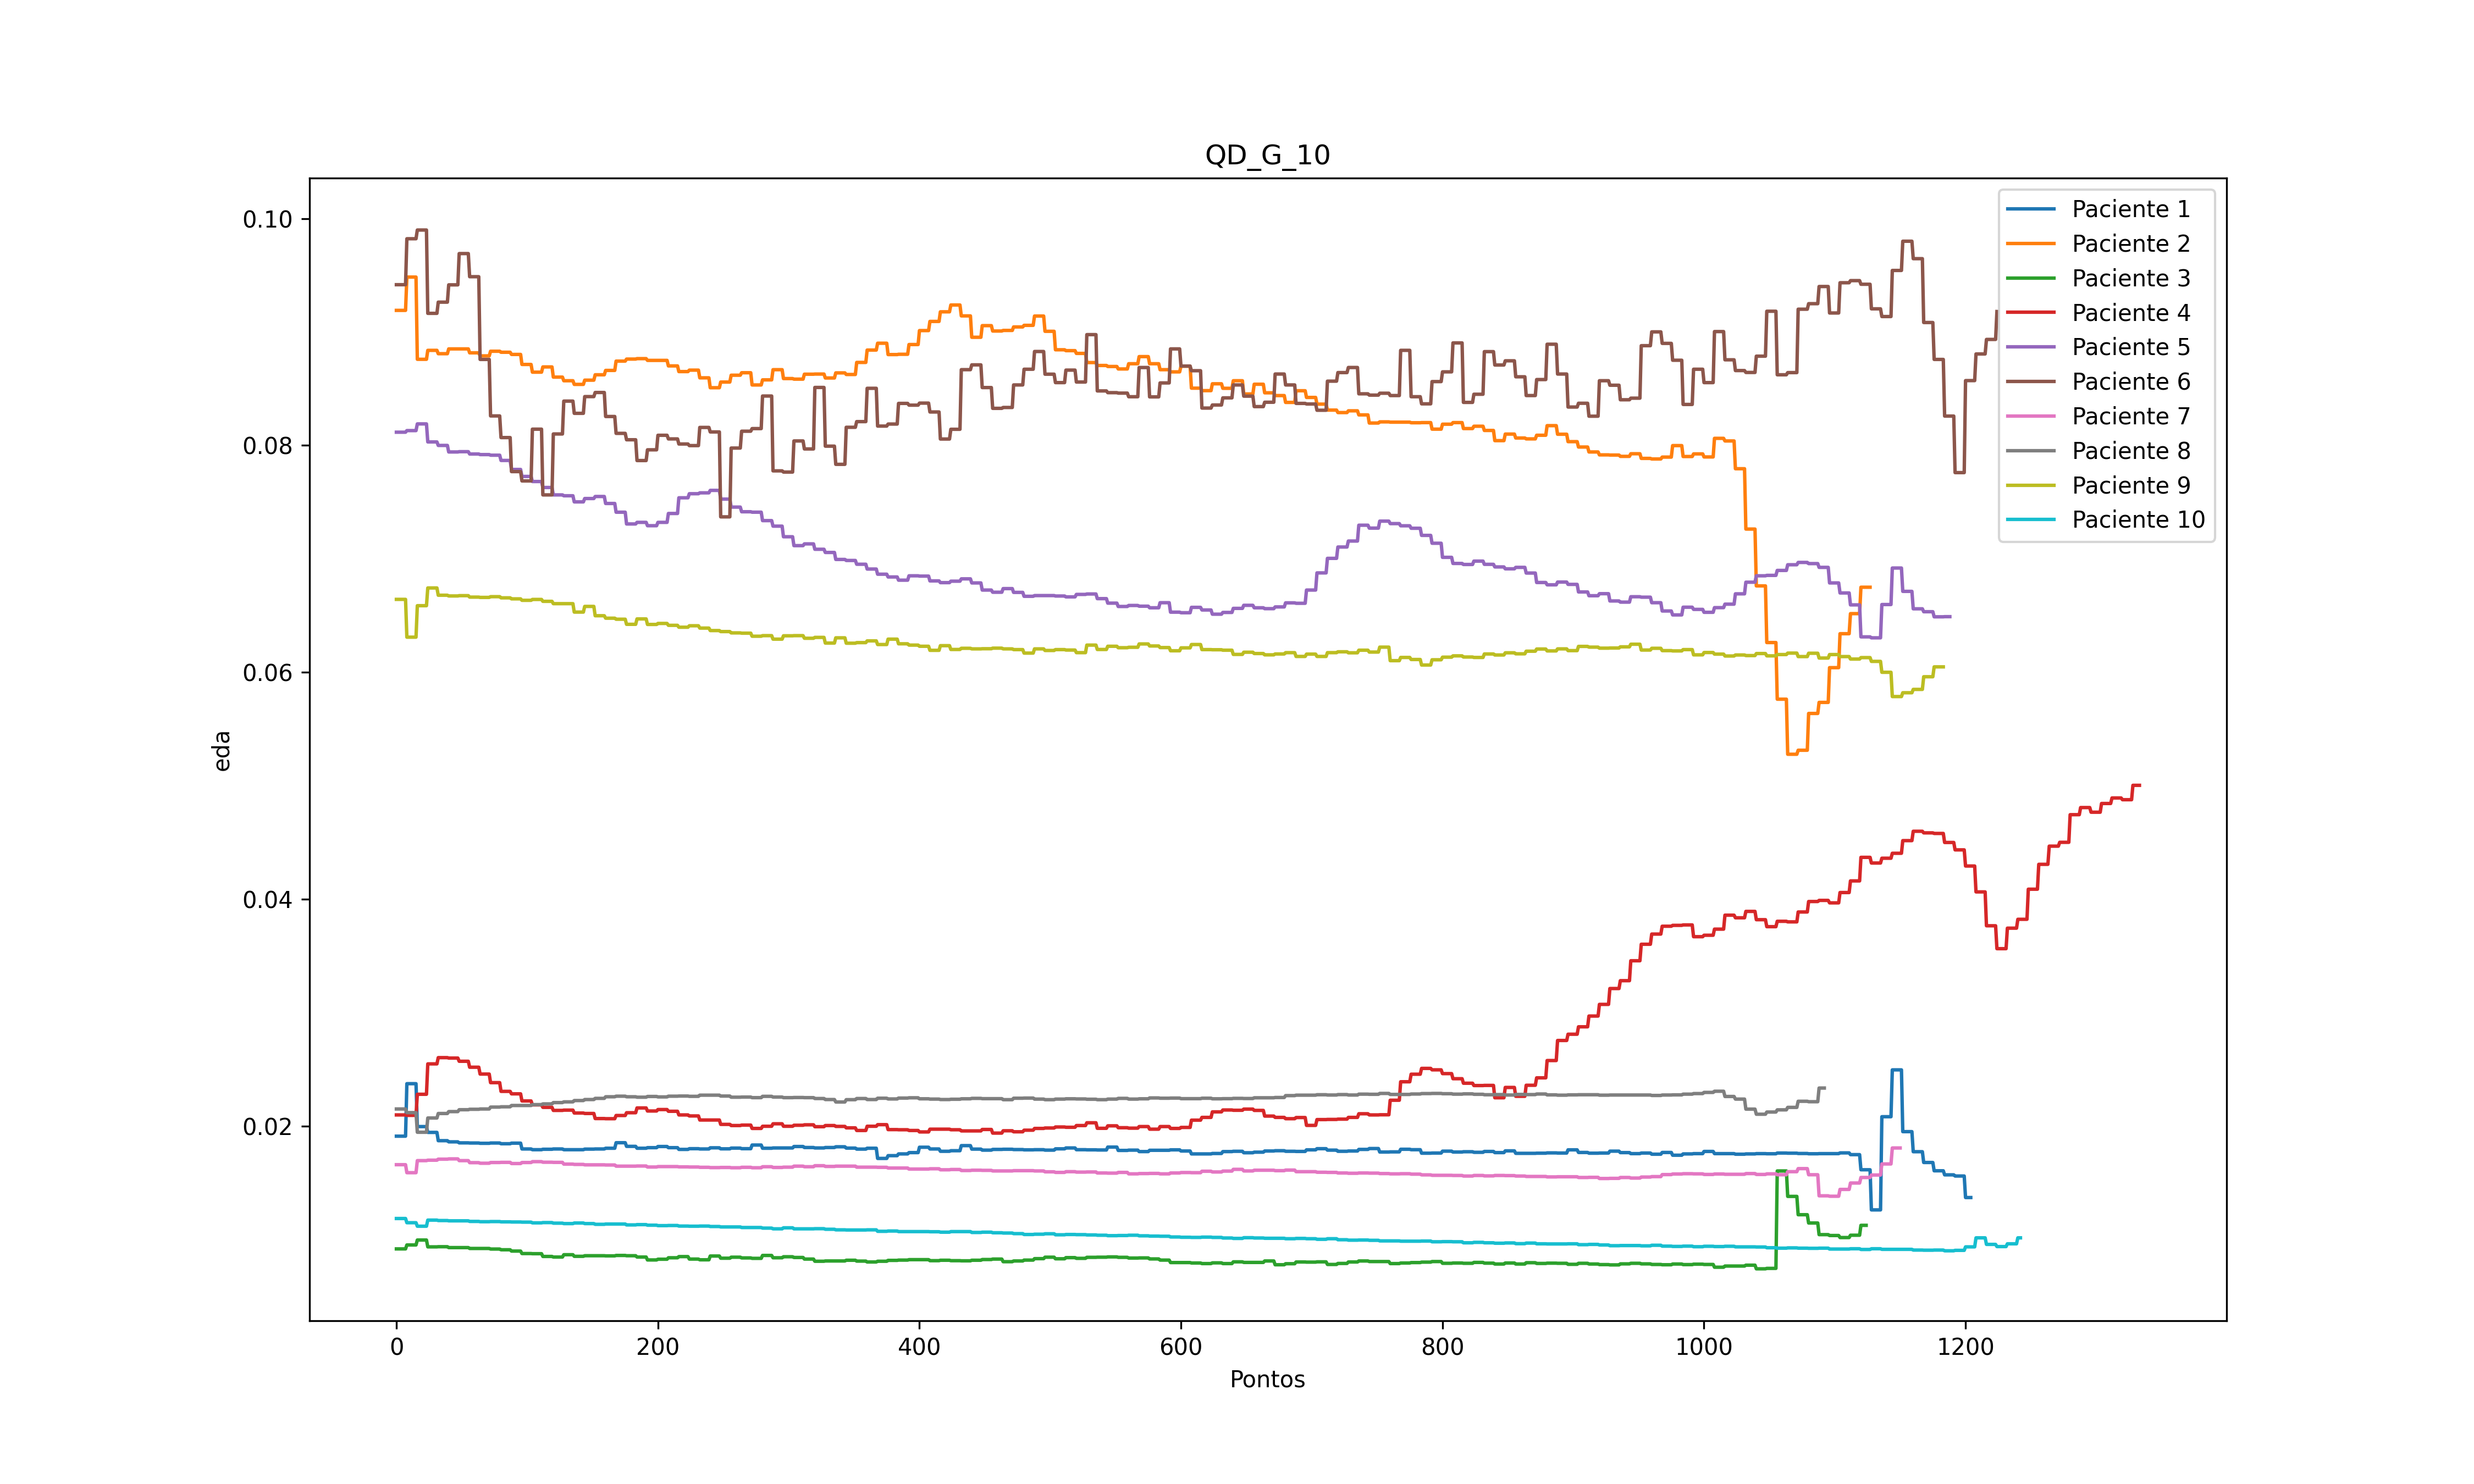 QD_G_10
0.10
0.08
0.06
0.04
0.02
eda
0
200
400
600
800
1000
1200
Pontos
Paciente 1
Paciente 2
Paciente 3
Paciente 4
Paciente 5
Paciente 6
Paciente 7
Paciente 8
Paciente 9
Paciente 10